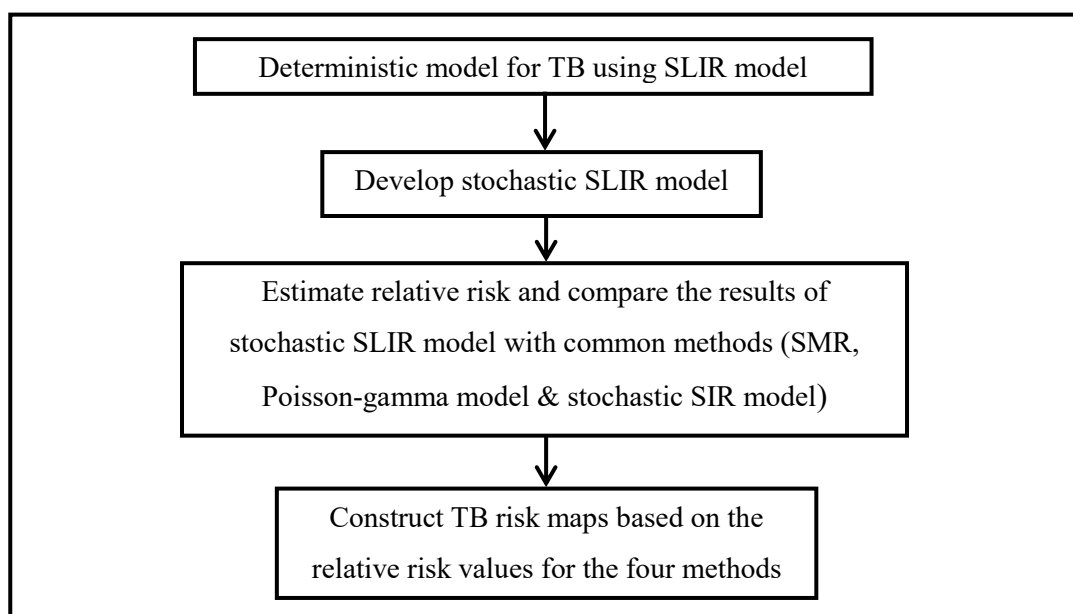 Deterministic model for TB using SLIR model
Develop stochastic SLIR model
Estimate relative risk and compare the results of
stochastic SLIR model with common methods (SMR,
Poisson-gamma model & stochastic SIR model)
Construct TB risk maps based on the
relative risk values for the four methods